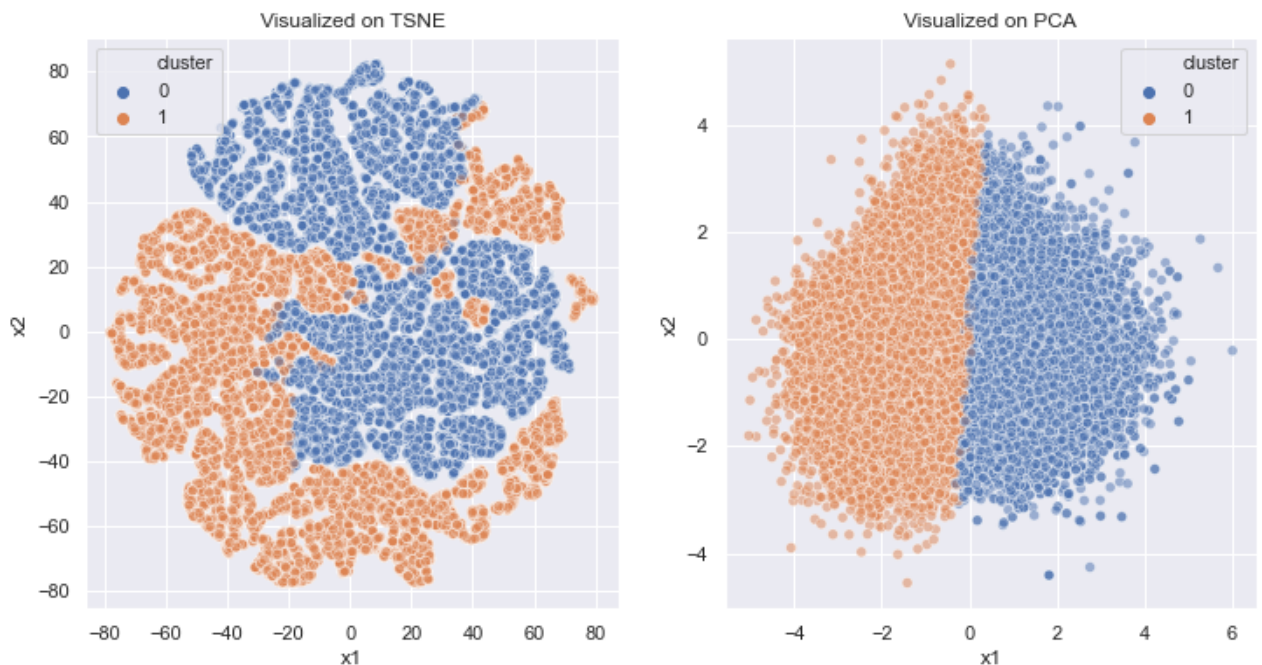 Visualized on TSNE
cluster
0
1
80
60
40
20
0
−20
−40
−60
−80
x2
−80 −60 −40 −20 0 20 40 60 80
x1
Visualized on PCA
cluster
0
1
4
2
0
−2
−4
x2
−4 −2 0 2 4 6
x1